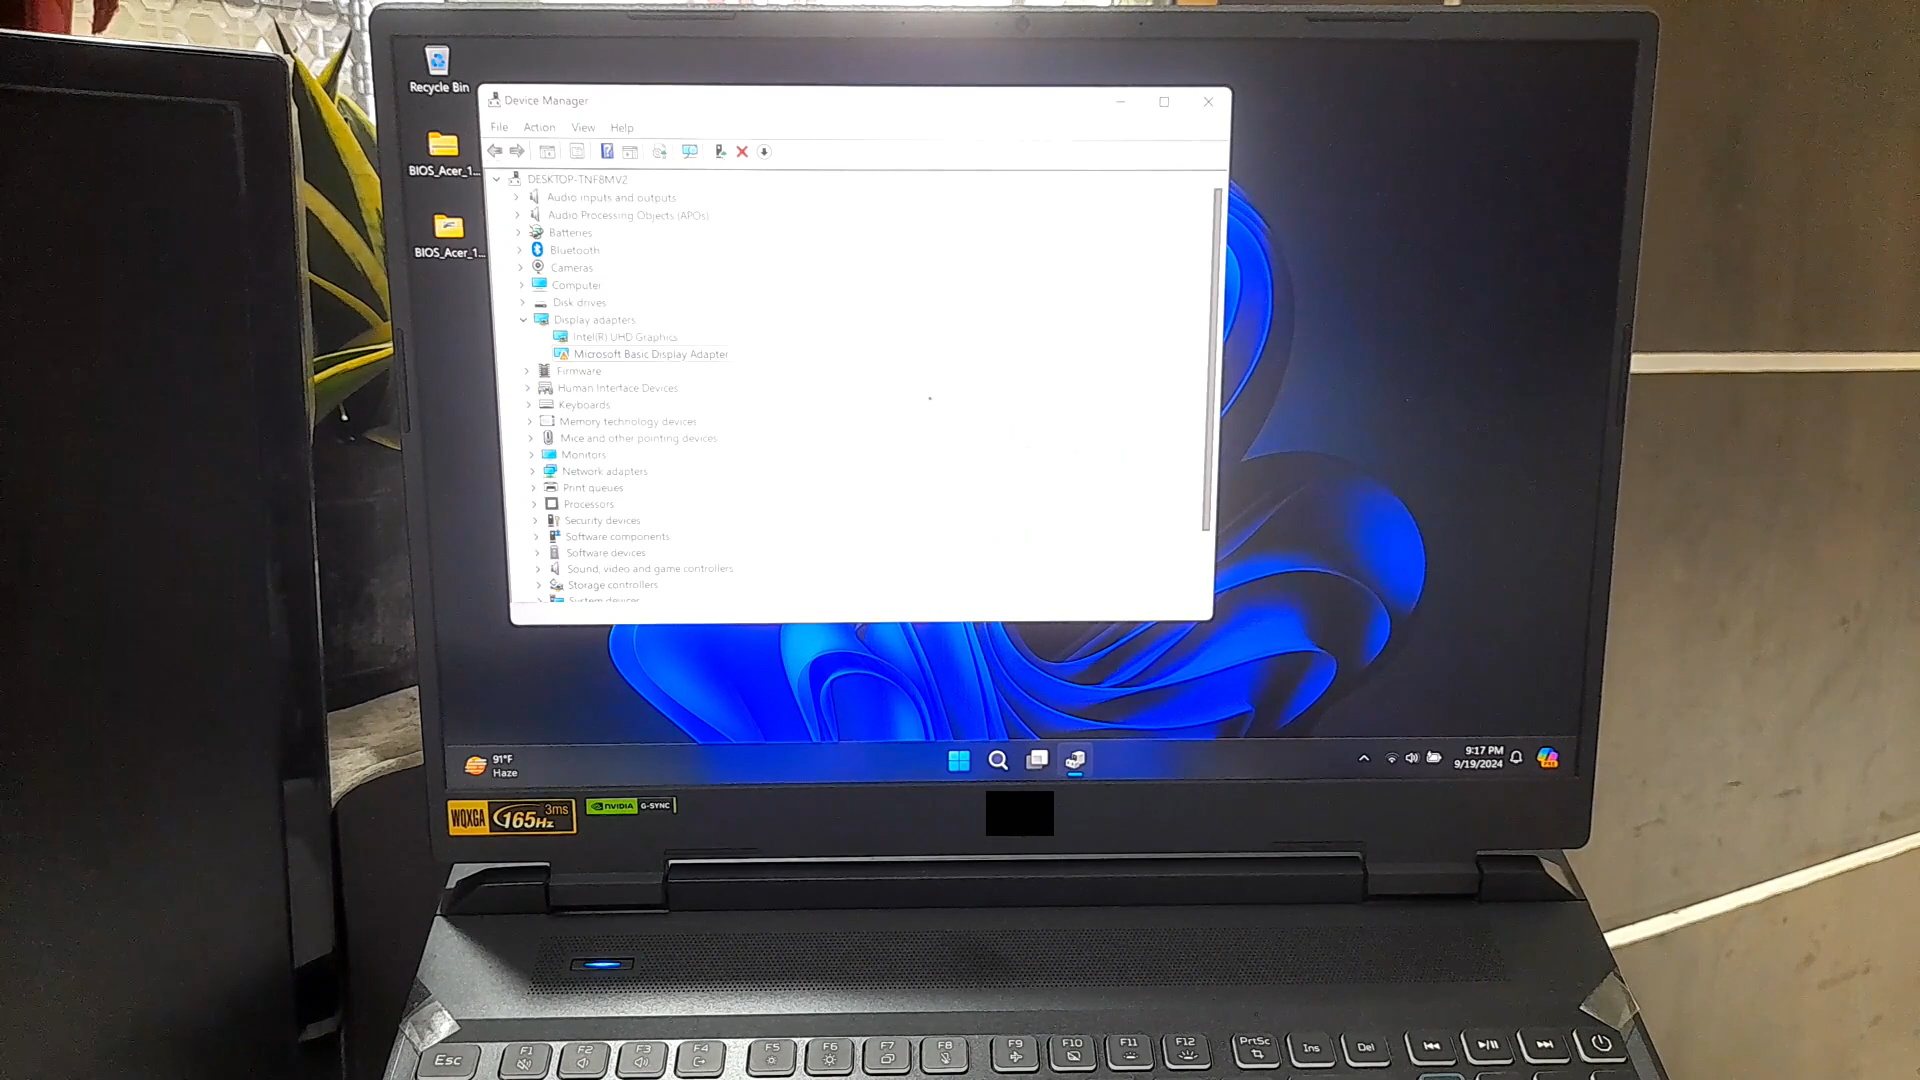 Recycle Bin
BIOS_Acer_1...
BIOS_Acer_1...
Device Manager
File Action View Help
DESKTOP-TNF8MV2
Audio inputs and outputs
Audio Processing Objects (APOs)
Batteries
Bluetooth
Cameras
Computer
Disk drives
Display adapters
Intel(R) UHD Graphics
Microsoft Basic Display Adapter
Firmware
Human Interface Devices
Keyboards
Memory technology devices
Mice and other pointing devices
Monitors
Network adapters
Print queues
Processors
Security devices
Software components
Software devices
Sound, video and game controllers
Storage controllers
System devices
91°F
Haze
9:17 PM
9/19/2024
WQXGA 165Hz 3ms
NVIDIA G-SYNC
Esc F1 F2 F3 F4 F5 F6 F7 F8 F9 F10 F11 F12 PrtSc Ins Del